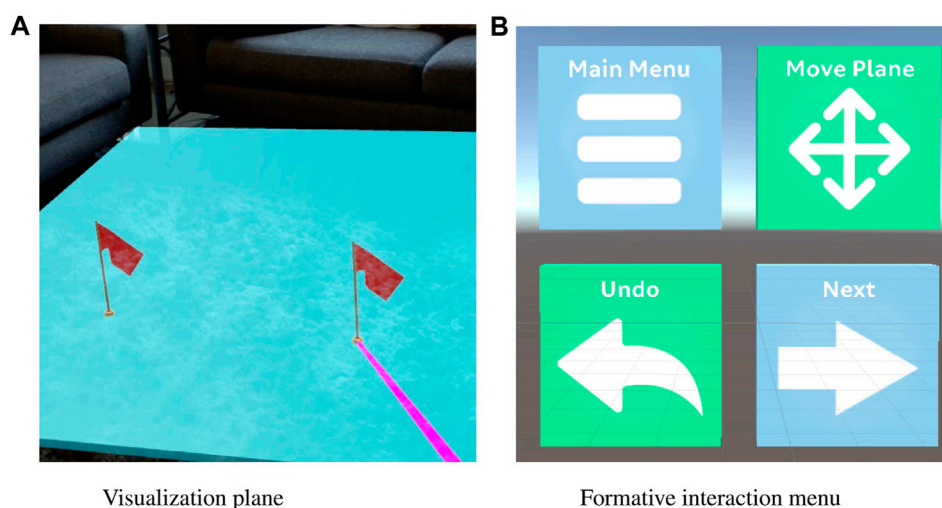 A
B
Main Menu
Move Plane
Undo
Next
Visualization plane
Formative interaction menu